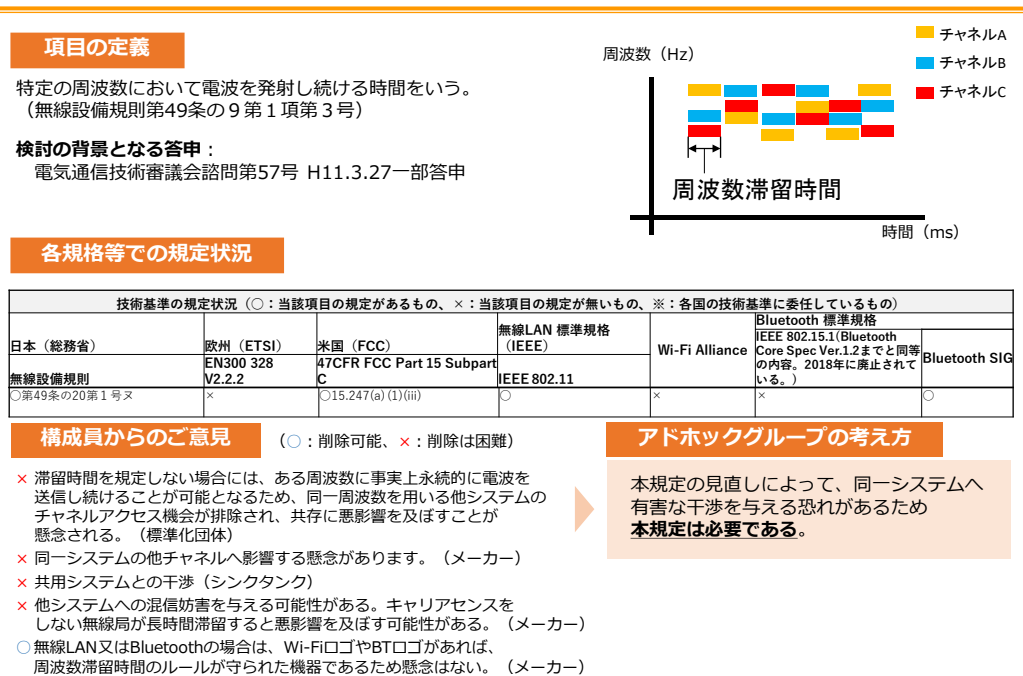 項目の定義
特定の周波数において電波を発射し続ける時間をいう。
（無線設備規則第49条の９第１項第３号）
検討の背景となる答申：
電気通信技術審議会諮問第57号 H11.3.27一部答申
周波数（Hz）
チャネルA
チャネルB
チャネルC
周波数滞留時間
時間（ms）
各規格等での規定状況
技術基準の規定状況（○：当該項目の規定があるもの、×：当該項目の規定が無いもの、※：各国の技術基準に委任しているもの）
日本（総務省）
欧州（ETSI）
米国（FCC）
無線LAN 標準規格
（IEEE）
Wi-Fi Alliance
Bluetooth 標準規格
無線設備規則
EN300 328
V2.2.2
47CFR FCC Part 15 Subpart
C
IEEE 802.11
IEEE 802.15.1(Bluetooth
Core Spec Ver.1.2までと同等
の内容。2018年に廃止されて
いる。）
Bluetooth SIG
○第49条の20第１号ヌ
×
○15.247(a)(1)(iii)
○
×
×
○
構成員からのご意見
（○：削除可能、×：削除は困難）
× 滞留時間を規定しない場合には、ある周波数に事実上永続的に電波を
送信し続けることが可能となるため、同一周波数を用いる他システムの
チャネルアクセス機会が排除され、共存に悪影響を及ぼすことが
懸念される。（標準化団体）
× 同一システムの他チャネルへ影響する懸念があります。（メーカー）
× 共用システムとの干渉（シンクタンク）
× 他システムへの混信妨害を与える可能性がある。キャリアセンスを
しない無線局が長時間滞留すると悪影響を及ぼす可能性がある。（メーカー）
○ 無線LAN又はBluetoothの場合は、Wi-FiロゴやBTロゴがあれば、
周波数滞留時間のルールが守られた機器であるため懸念はない。（メーカー）
アドホックグループの考え方
本規定の見直しによって、同一システムへ
有害な干渉を与える恐れがあるため
本規定は必要である。